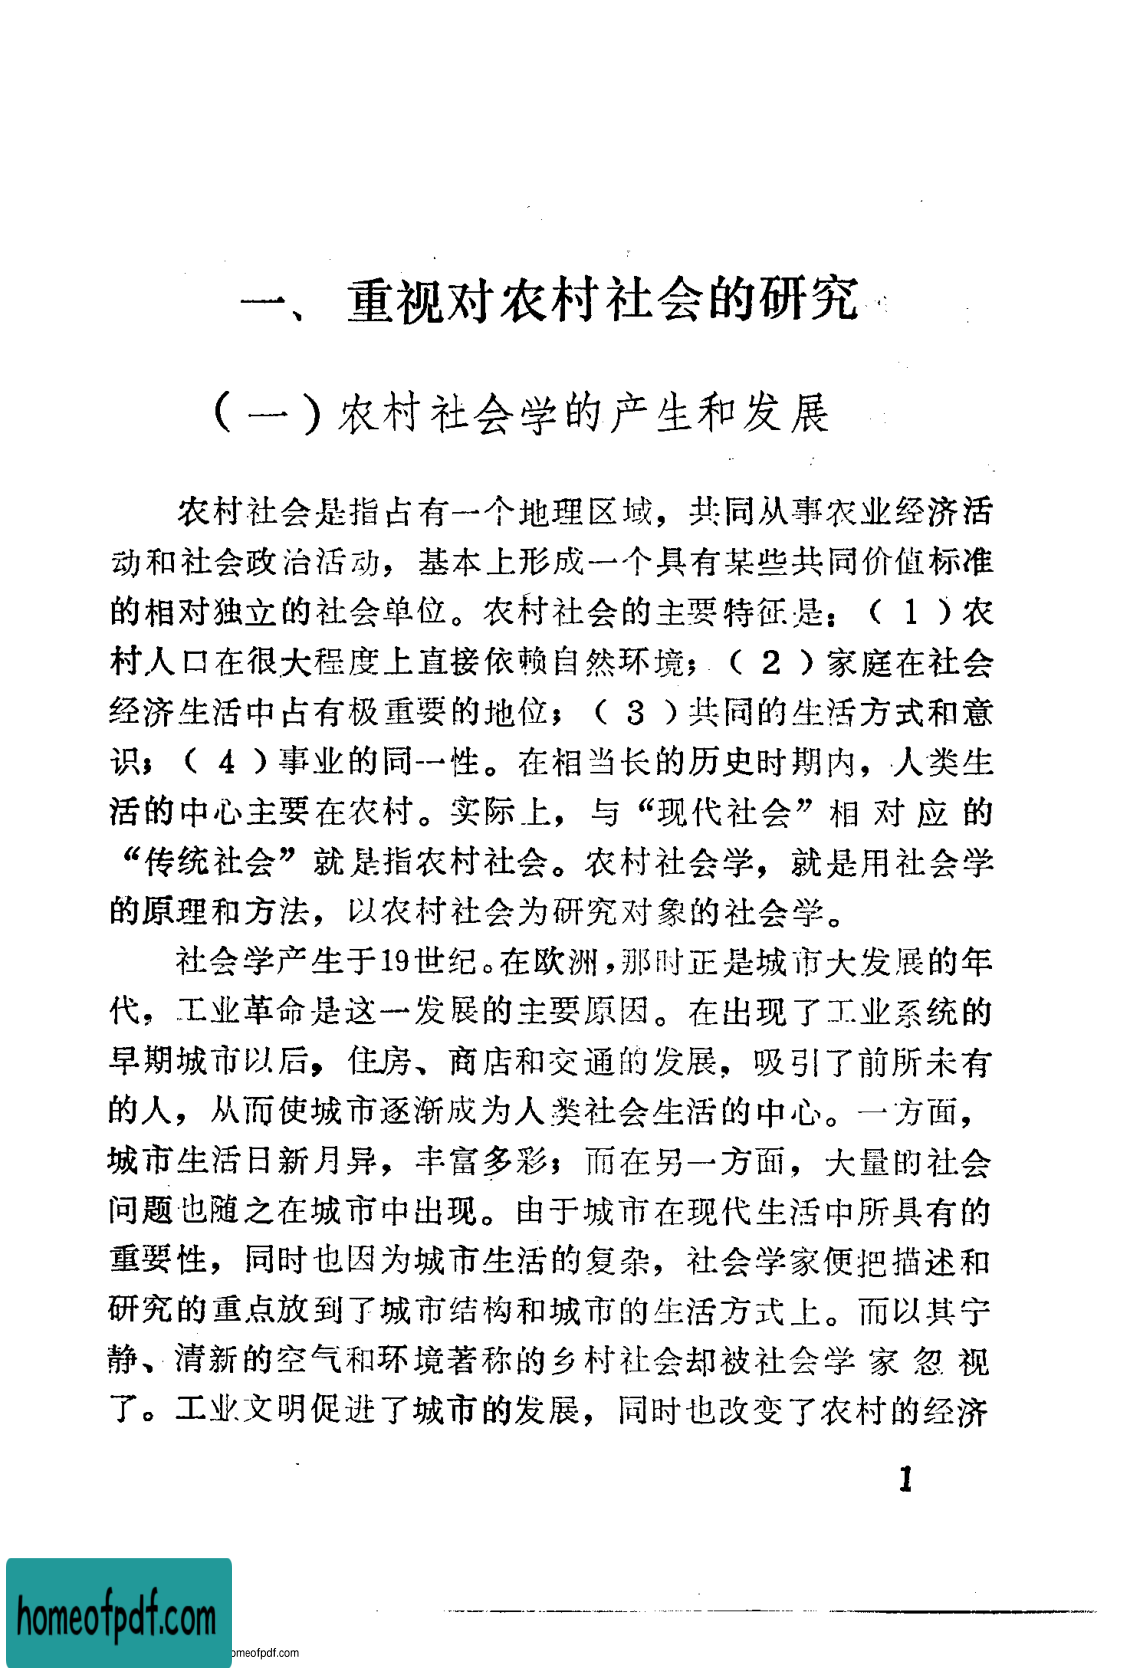 一、重视对农村社会的研究
(一)农村社会学的产生和发展
农村社会是指占有一个地理区域，共同从事农业经济活
动和社会政治活动，基本上形成一个具有某些共同价值标准
的相对独立的社会单位。农村社会的主要特征是：(1)农
村人口在很大程度上直接依赖自然环境；(2)家庭在社会
经济生活中占有极重要的地位；(3)共同的生活方式和意
识；(4)事业的同一性。在相当长的历史时期内，人类生
活的中心主要在农村。实际上，与“现代社会”相对应的
“传统社会”就是指农村社会。农村社会学，就是用社会学
的原理和方法，以农村社会为研究对象的社会学。
社会学产生于19世纪。在欧洲，那时正是城市大发展的年
代，工业革命是这一发展的主要原因。在出现了工业系统的
早期城市以后，住房、商店和交通的发展，吸引了前所未有
的人，从而使城市逐渐成为人类社会生活的中心。一方面，
城市生活日新月异，丰富多彩；而在另一方面，大量的社会
问题也随之在城市中出现。由于城市在现代生活中所具有的
重要性，同时也因为城市生活的复杂，社会学家便把描述和
研究的重点放到了城市结构和城市的生活方式上。而以其宁
静、清新的空气和环境著称的乡村社会却被社会学家忽视
了。工业文明促进了城市的发展，同时也改变了农村的经济
1
homeofpdf.com
omeofpdf.com